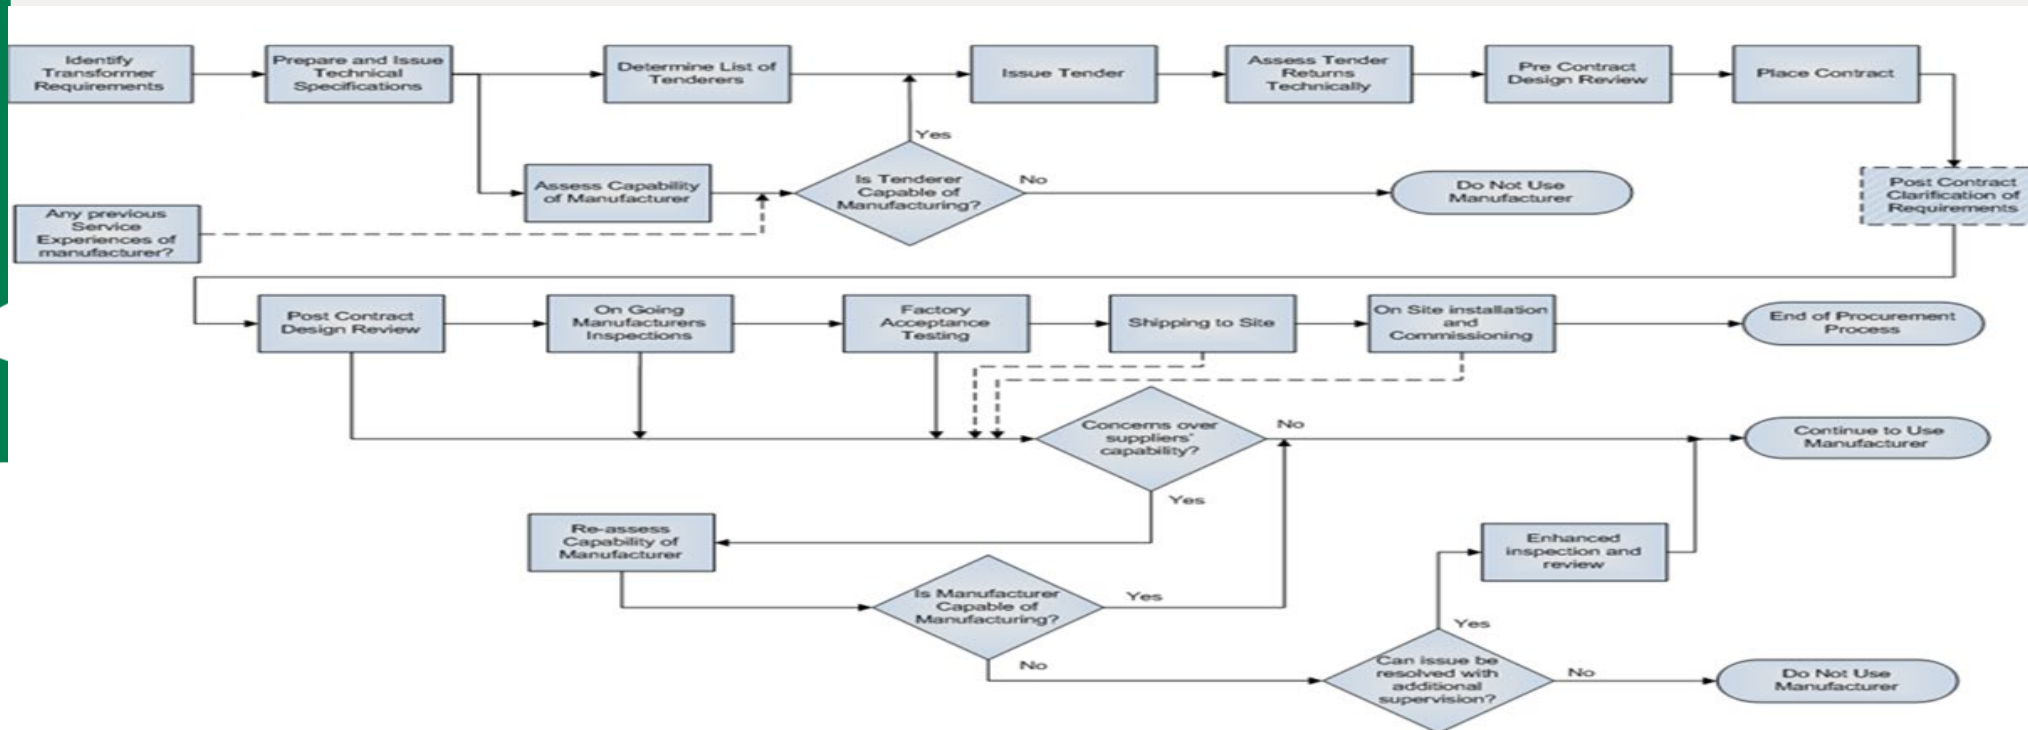 Identify
Transformer
Requirements
Prepare and Issue
Technical
Specifications
Determine List of
Tenderers
Issue Tender
Assess Tender
Returns
Technically
Pre Contract
Design Review
Place Contract
Yes
Assess Capability
of Manufacturer
Is Tenderer
Capable of
Manufacturing?
No
Do Not Use
Manufacturer
Post Contract
Clarification of
Requirements
Any previous
Service
Experiences of
manufacturer?
Post Contract
Design Review
On Going
Manufacturers
Inspections
Factory
Acceptance
Testing
Shipping to Site
On Site installation
and
Commissioning
End of Procurement
Process
Concerns over
suppliers'
capability?
No
Continue to Use
Manufacturer
Yes
Re-assess
Capability of
Manufacturer
Enhanced
inspection and
review
Is Manufacturer
Capable of
Manufacturing?
Yes
No
Yes
Can issue be
resolved with
additional
supervision?
No
Do Not Use
Manufacturer